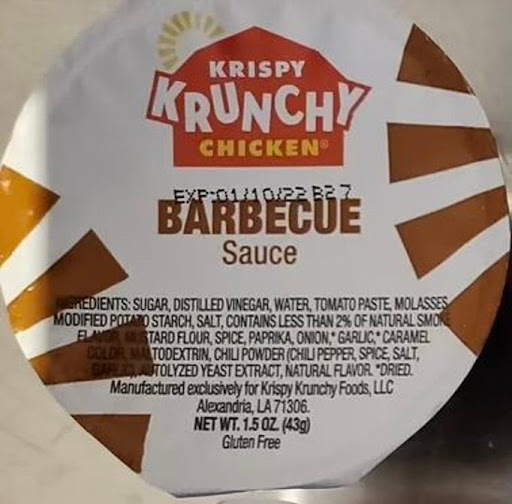 KRISPY
KRUNCHY
CHICKEN®
EXP:01/10/22 B2 7
BARBECUE
Sauce
INGREDIENTS: SUGAR, DISTILLED VINEGAR, WATER, TOMATO PASTE, MOLASSES,
MODIFIED POTATO STARCH, SALT, CONTAINS LESS THAN 2% OF NATURAL SMOKE
FLAVOR, MUSTARD FLOUR, SPICE, PAPRIKA, ONION,* GARLIC,* CARAMEL
COLOR, MALTODEXTRIN, CHILI POWDER (CHILI PEPPER, SPICE, SALT,
GARLIC), AUTOLYZED YEAST EXTRACT, NATURAL FLAVOR. *DRIED.
Manufactured exclusively for Krispy Krunchy Foods, LLC
Alexandria, LA 71306.
NET WT. 1.5 OZ. (43g)
Gluten Free